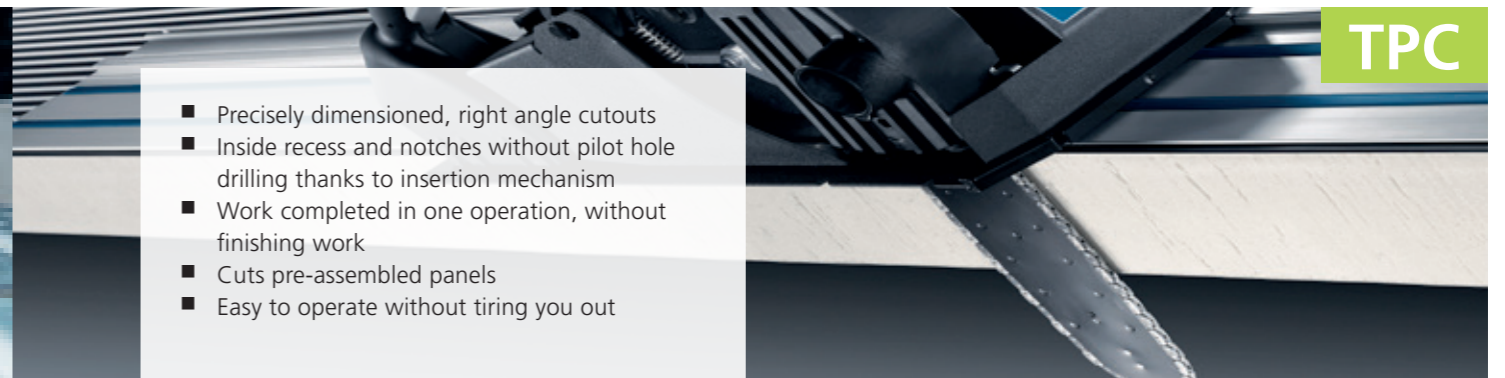 TPC
■ Precisely dimensioned, right angle cutouts
■ Inside recess and notches without pilot hole
drilling thanks to insertion mechanism
■ Work completed in one operation, without
finishing work
■ Cuts pre-assembled panels
■ Easy to operate without tiring you out